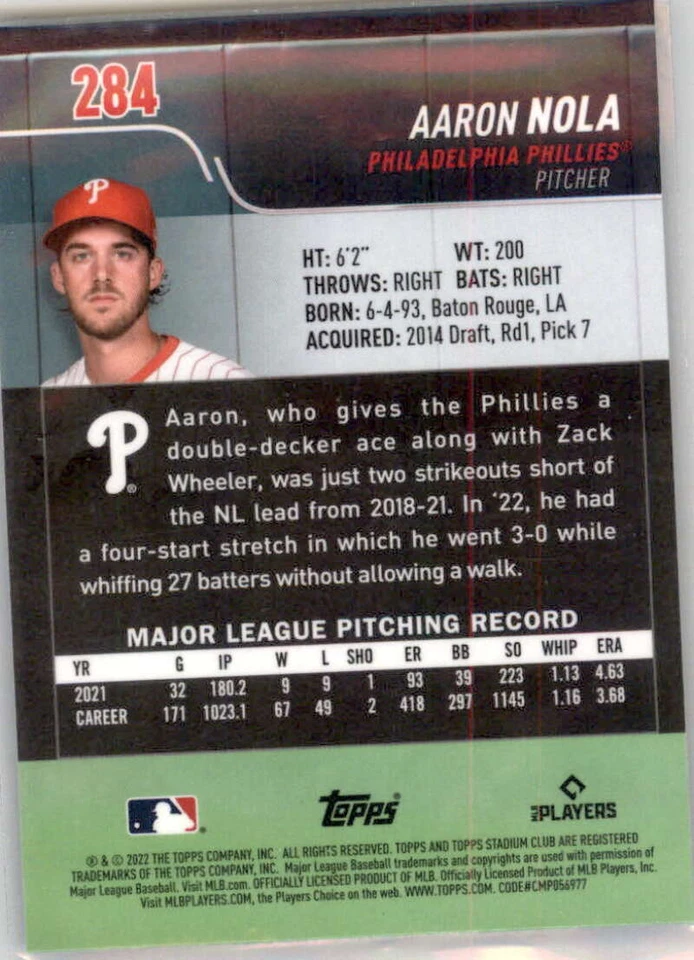 284
AARON NOLA
PHILADELPHIA PHILLIES®
PITCHER
P
HT: 6'2" WT: 200
THROWS: RIGHT BATS: RIGHT
BORN: 6-4-93, Baton Rouge, LA
ACQUIRED: 2014 Draft, Rd1, Pick 7
P®
Aaron, who gives the Phillies a
double-decker ace along with Zack
Wheeler, was just two strikeouts short of
the NL lead from 2018-21. In '22, he had
a four-start stretch in which he went 3-0 while
whiffing 27 batters without allowing a walk.
MAJOR LEAGUE PITCHING RECORD
YR G IP W L SHO ER BB SO WHIP ERA
2021 32 180.2 9 9 1 93 39 223 1.13 4.63
CAREER 171 1023.1 67 49 2 418 297 1145 1.16 3.68
TOPPS®
MLB PLAYERS
® & © 2022 THE TOPPS COMPANY, INC. ALL RIGHTS RESERVED. TOPPS AND TOPPS STADIUM CLUB ARE REGISTERED
TRADEMARKS OF THE TOPPS COMPANY, INC. Major League Baseball trademarks and copyrights are used with permission of
Major League Baseball. Visit MLB.com. OFFICIALLY LICENSED PRODUCT OF MLB. Officially Licensed Product of MLB Players, Inc.
Visit MLBPLAYERS.COM, the Players Choice on the web. WWW.TOPPS.COM. CODE#CMP056977